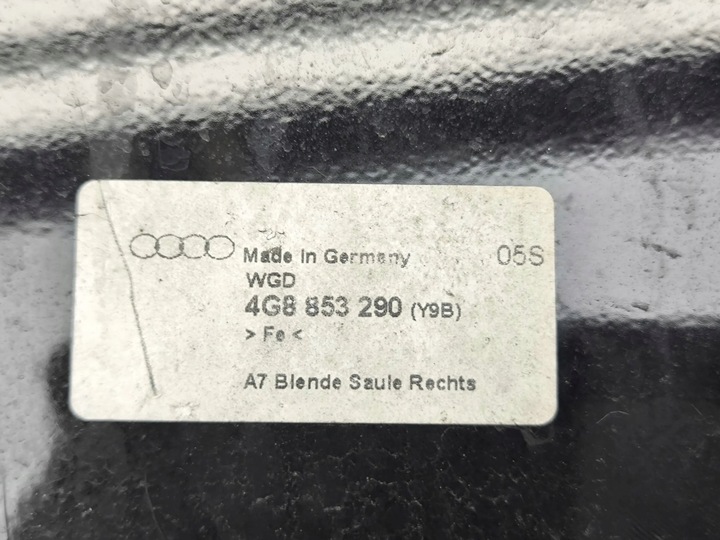 Made In Germany 05S
WGD
4G8 853 290 (Y9B)
> Fe <
A7 Blende Saule Rechts